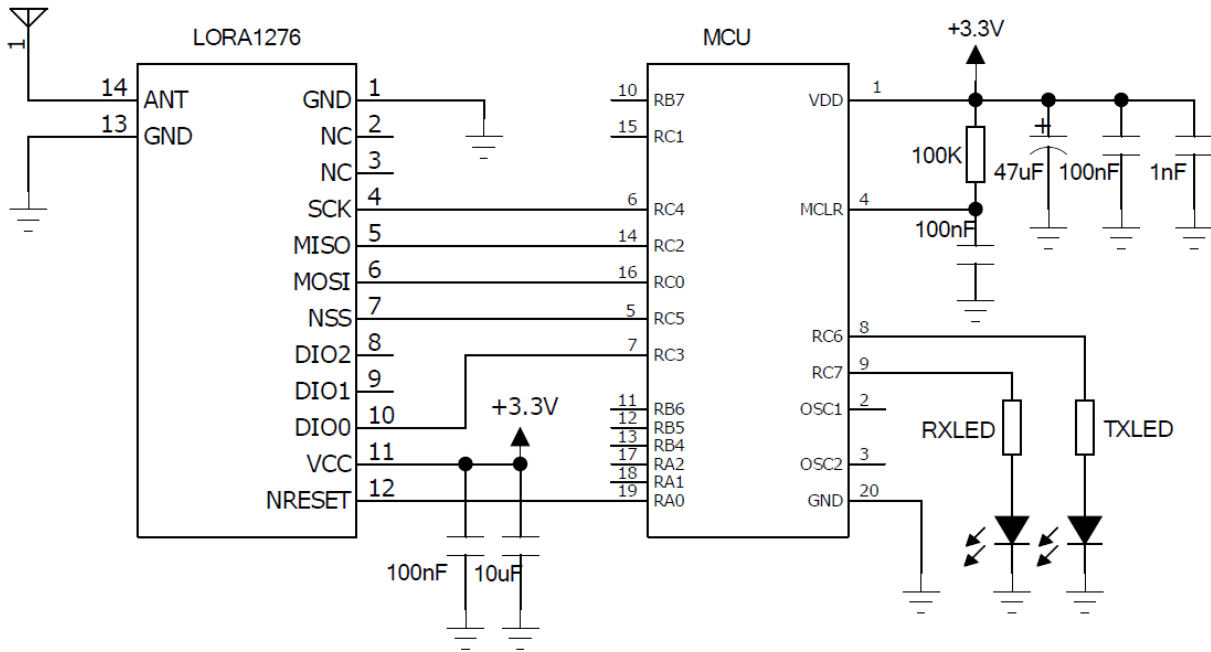 LORA1276
MCU
+3.3V
1
14 ANT
13 GND
GND 1
NC 2
NC 3
SCK 4
MISO 5
MOSI 6
NSS 7
DIO2 8
DIO1 9
DIO0 10
VCC 11
NRESET 12
+3.3V
100nF
10uF
10 RB7
15 RC1
6 RC4
14 RC2
16 RC0
5 RC5
7 RC3
11 RB6
12 RB5
13 RB4
17 RA2
18 RA1
19 RA0
VDD 1
MCLR 4
RC6 8
RC7 9
OSC1 2
OSC2 3
GND 20
100K
+
47uF
100nF
1nF
100nF
RXLED
TXLED